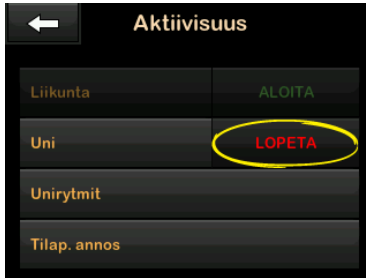 Aktiivisuus
Liikunta ALOITA
Uni LOPETA
Unirytmit
Tilap. annos